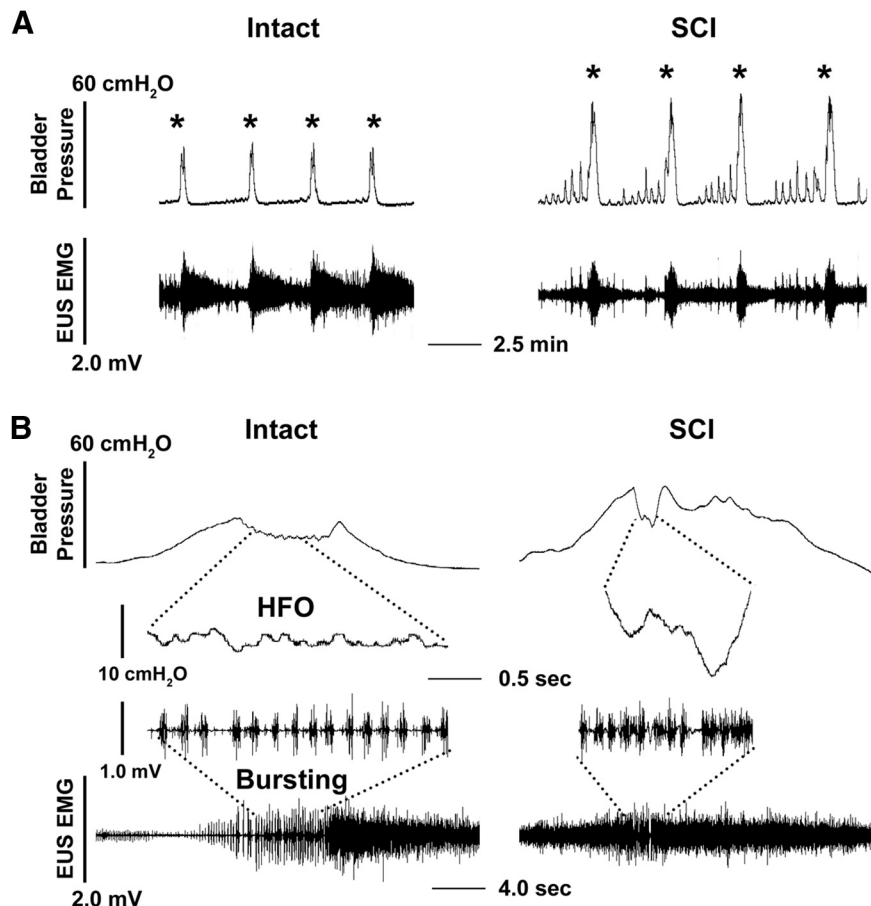 A
Intact
SCI
60 cmH₂O
* * * *
* * * *
Bladder
Pressure
EUS EMG
2.0 mV
2.5 min
B
Intact
SCI
60 cmH₂O
Bladder
Pressure
HFO
10 cmH₂O
0.5 sec
1.0 mV
Bursting
EUS EMG
2.0 mV
4.0 sec